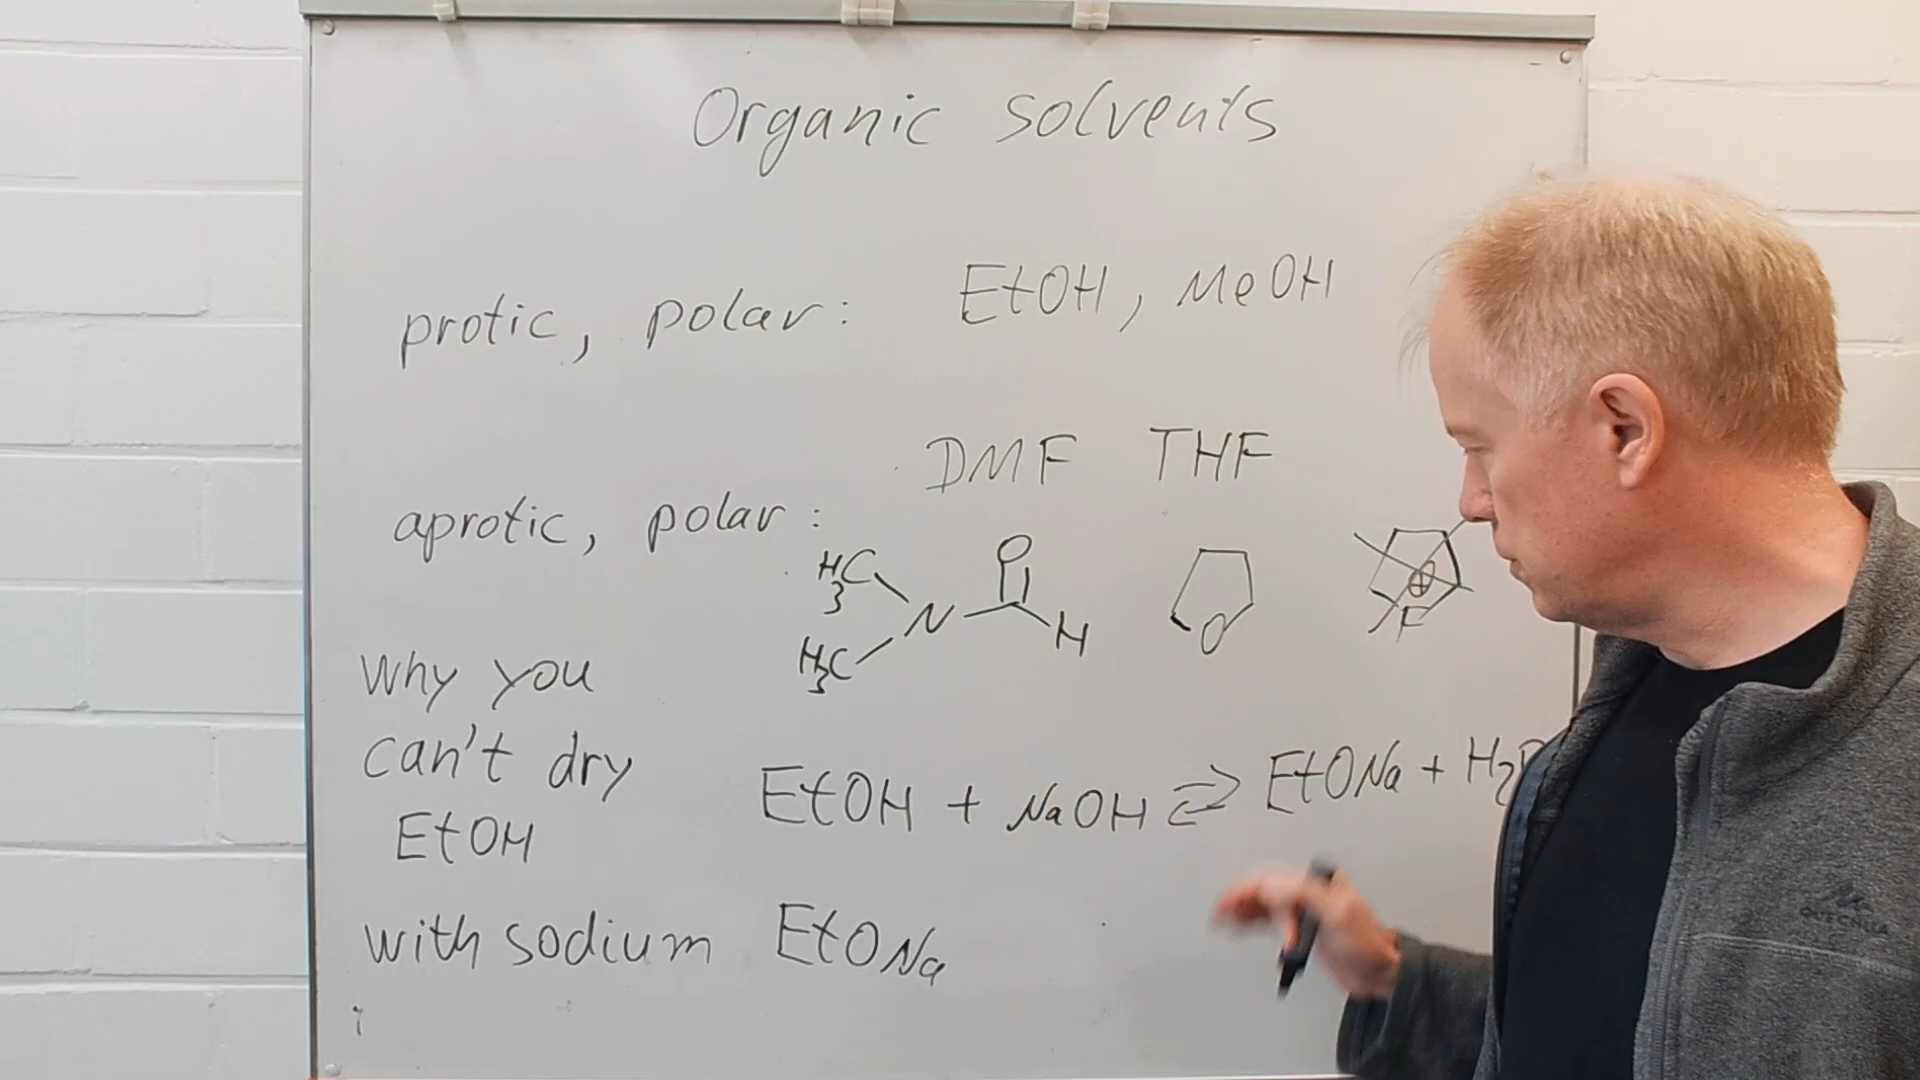 Organic solvents
protic, polar: EtOH, MeOH
DMF THF
aprotic, polar:
H3C
O
N
H
H3C
O
F
why you
can't dry
EtOH
EtOH + NaOH ⇌ EtONa + H2
with sodium EtONa
QUECHUA